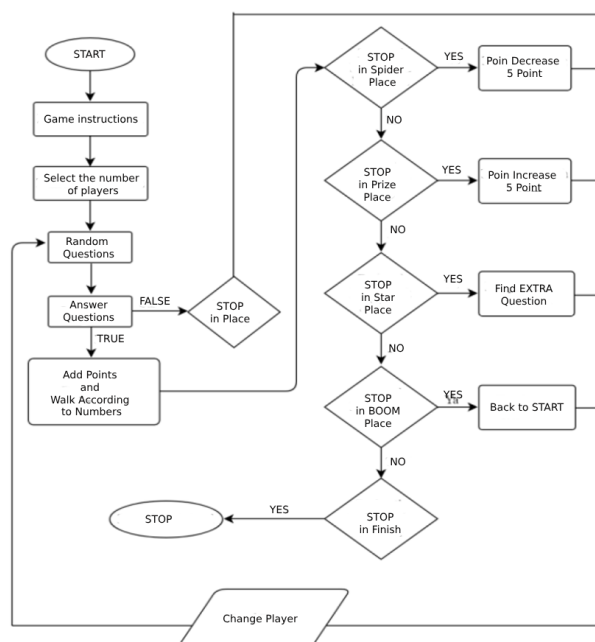 START
Game instructions
Select the number
of players
Random
Questions
Answer
Questions
FALSE
STOP
in Place
TRUE
Add Points
and
Walk According
to Numbers
STOP
in Spider
Place
YES
Poin Decrease
5 Point
NO
STOP
in Prize
Place
YES
Poin Increase
5 Point
NO
STOP
in Star
Place
YES
Find EXTRA
Question
NO
STOP
in BOOM
Place
YES
Back to START
NO
STOP
in Finish
YES
STOP
Change Player